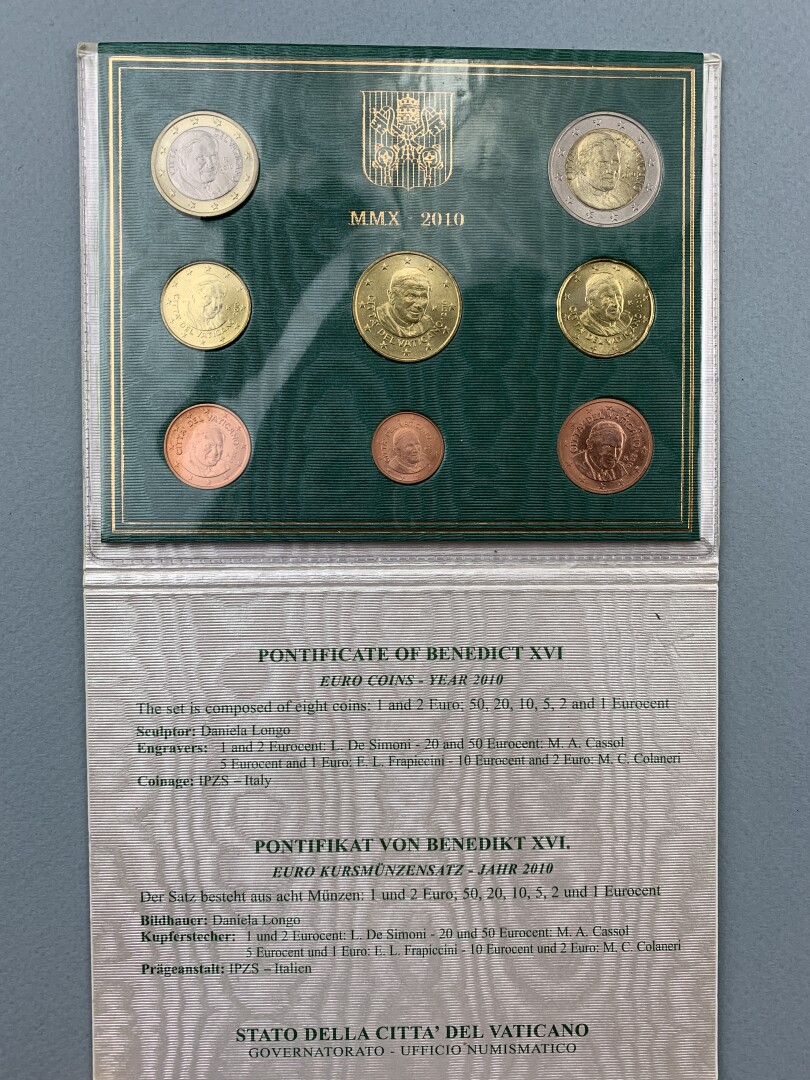 MMX - 2010
CITTA' DEL VATICANO
PONTIFICATE OF BENEDICT XVI
EURO COINS - YEAR 2010
The set is composed of eight coins: 1 and 2 Euro; 50, 20, 10, 5, 2 and 1 Eurocent
Sculptor: Daniela Longo
Engravers: 1 and 2 Eurocent: L. De Simoni - 20 and 50 Eurocent: M. A. Cassol
5 Eurocent and 1 Euro: E. L. Frapiccini - 10 Eurocent and 2 Euro: M. C. Colaneri
Coinage: IPZS – Italy
PONTIFIKAT VON BENEDIKT XVI.
EURO KURSMÜNZENSATZ - JAHR 2010
Der Satz besteht aus acht Münzen: 1 und 2 Euro; 50, 20, 10, 5, 2 und 1 Eurocent
Bildhauer: Daniela Longo
Kupferstecher: 1 und 2 Eurocent: L. De Simoni - 20 und 50 Eurocent: M. A. Cassol
5 Eurocent und 1 Euro: E. L. Frapiccini - 10 Eurocent und 2 Euro: M. C. Colaneri
Prägeanstalt: IPZS – Italien
STATO DELLA CITTA' DEL VATICANO
GOVERNATORATO - UFFICIO NUMISMATICO